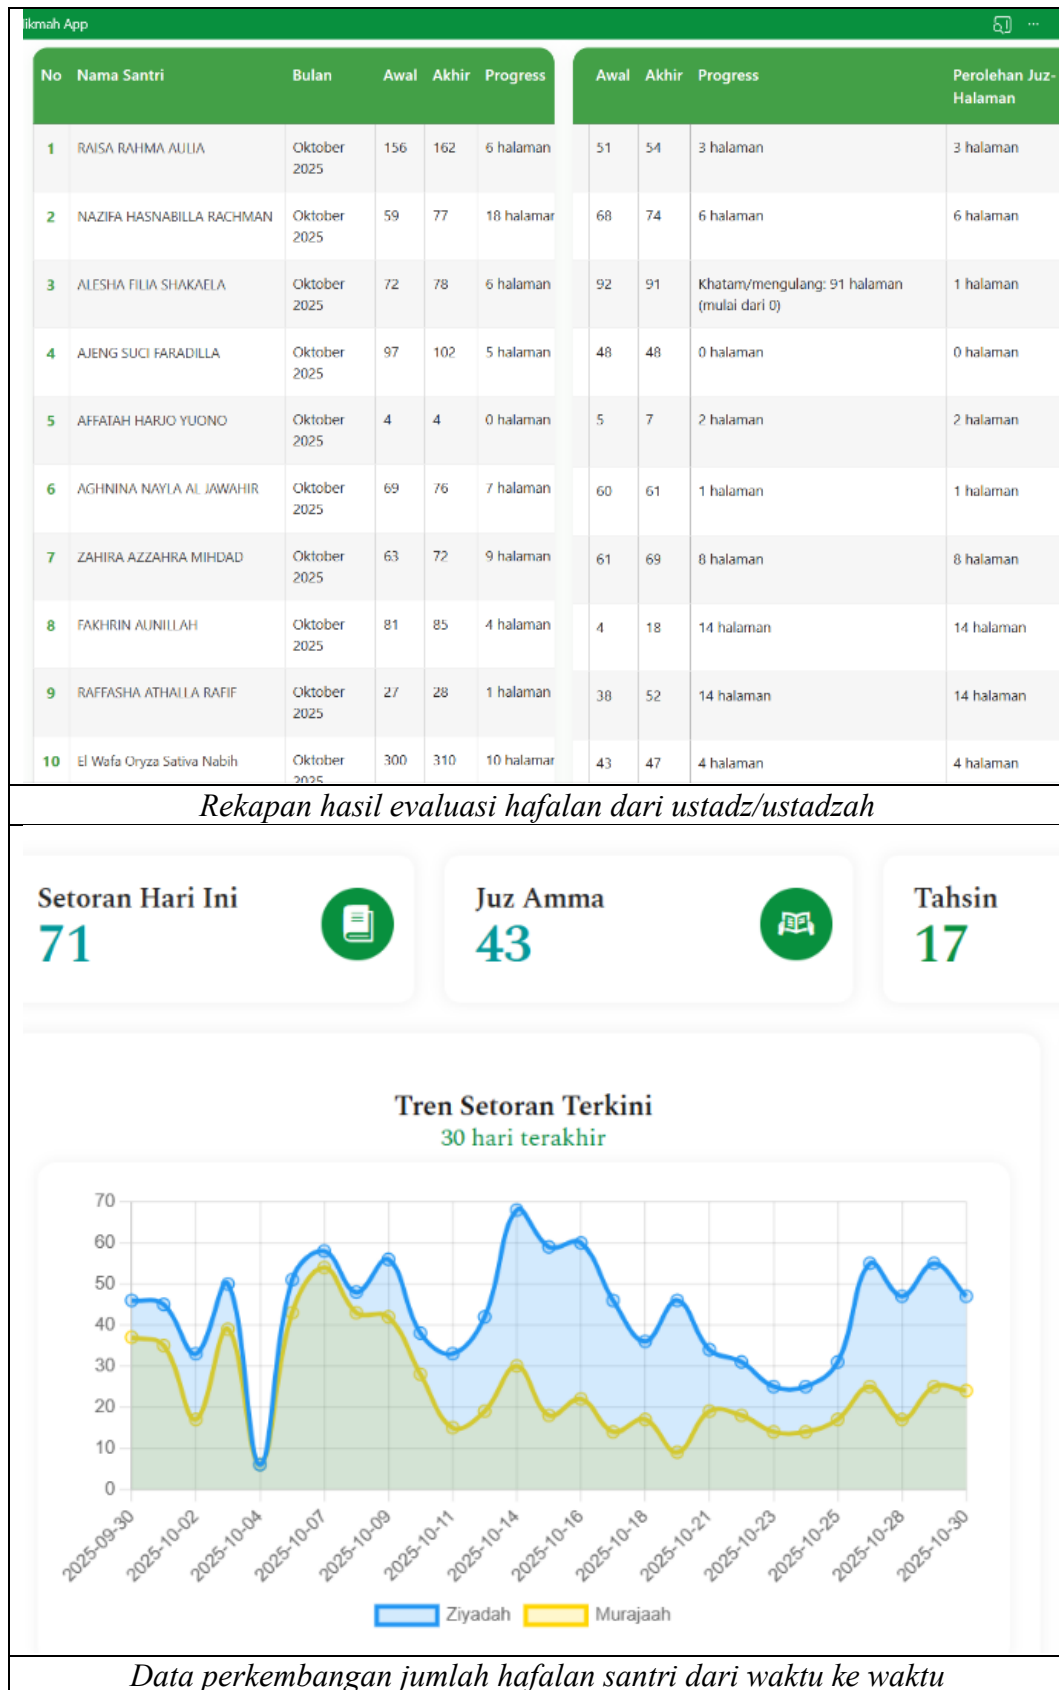 ikmah App
No Nama Santri Bulan Awal Akhir Progress Awal Akhir Progress Perolehan Juz-
Halaman
1 RAISA RAHMA AULIA Oktober 2025 156 162 6 halaman 51 54 3 halaman 3 halaman
2 NAZIFA HASNABILLA RACHMAN Oktober 2025 59 77 18 halaman 68 74 6 halaman 6 halaman
3 ALESHA FILIA SHAKAELA Oktober 2025 72 78 6 halaman 92 91 Khatam/mengulang: 91 halaman (mulai dari 0) 1 halaman
4 AJENG SUCI FARADILLA Oktober 2025 97 102 5 halaman 48 48 0 halaman 0 halaman
5 AFFATAH HARJO YUONO Oktober 2025 4 4 0 halaman 5 7 2 halaman 2 halaman
6 AGHNINA NAYLA AL JAWAHIR Oktober 2025 69 76 7 halaman 60 61 1 halaman 1 halaman
7 ZAHIRA AZZAHRA MIHDAD Oktober 2025 63 72 9 halaman 61 69 8 halaman 8 halaman
8 FAKHRIN AUNILLAH Oktober 2025 81 85 4 halaman 4 18 14 halaman 14 halaman
9 RAFFASHA ATHALLA RAFIF Oktober 2025 27 28 1 halaman 38 52 14 halaman 14 halaman
10 El Wafa Oryza Sativa Nabih Oktober 2025 300 310 10 halaman 43 47 4 halaman 4 halaman
Rekapan hasil evaluasi hafalan dari ustadz/ustadzah
Setoran Hari Ini
71
Juz Amma
43
Tahsin
17
Tren Setoran Terkini
30 hari terakhir
70
60
50
40
30
20
10
0
2025-09-30 2025-10-02 2025-10-04 2025-10-07 2025-10-09 2025-10-11 2025-10-14 2025-10-16 2025-10-18 2025-10-21 2025-10-23 2025-10-25 2025-10-28 2025-10-30
Ziyadah Murajaah
Data perkembangan jumlah hafalan santri dari waktu ke waktu